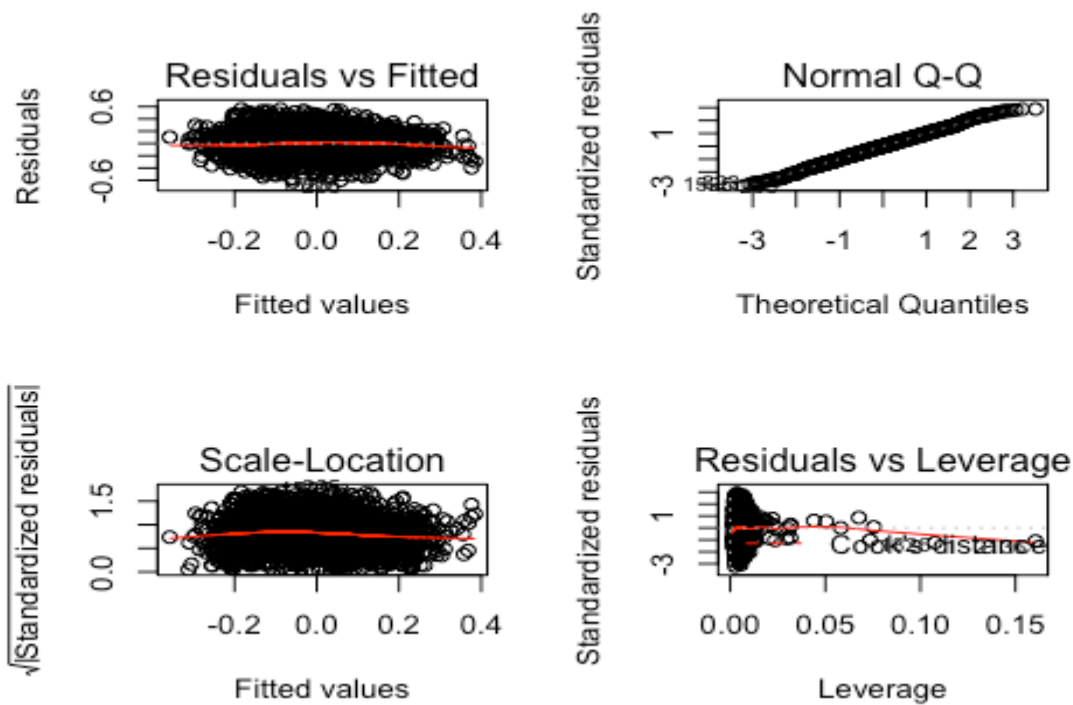 Residuals vs Fitted
Residuals
0.6
-0.6
-0.2 0.0 0.2 0.4
Fitted values
Normal Q-Q
Standardized residuals
1
-3
-3 -1 1 2 3
Theoretical Quantiles
Scale-Location
√|Standardized residuals|
1.5
0.0
-0.2 0.0 0.2 0.4
Fitted values
Residuals vs Leverage
Standardized residuals
1
-3
Cook's distance
0.00 0.05 0.10 0.15
Leverage